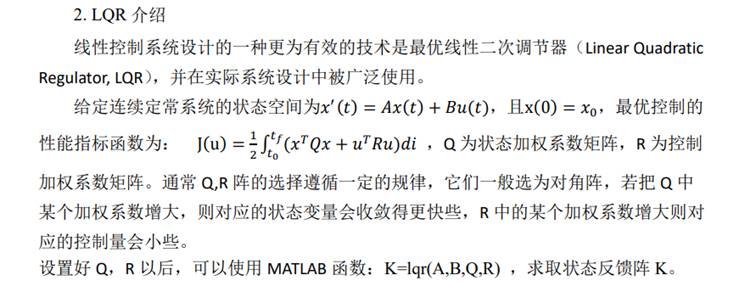 2. LQR 介绍
线性控制系统设计的一种更为有效的技术是最优线性二次调节器（Linear Quadratic
Regulator, LQR），并在实际系统设计中被广泛使用。
给定连续定常系统的状态空间为x′(t) = Ax(t) + Bu(t)，且x(0) = x₀，最优控制的
性能指标函数为： J(u) = ½∫_{t₀}^{t_f}(xᵀQx + uᵀRu)di ，Q 为状态加权系数矩阵，R 为控制
加权系数矩阵。通常 Q,R 阵的选择遵循一定的规律，它们一般选为对角阵，若把 Q 中
某个加权系数增大，则对应的状态变量会收敛得更快些，R 中的某个加权系数增大则对
应的控制量会小些。
设置好 Q，R 以后，可以使用 MATLAB 函数：K=lqr(A,B,Q,R) ，求取状态反馈阵 K。